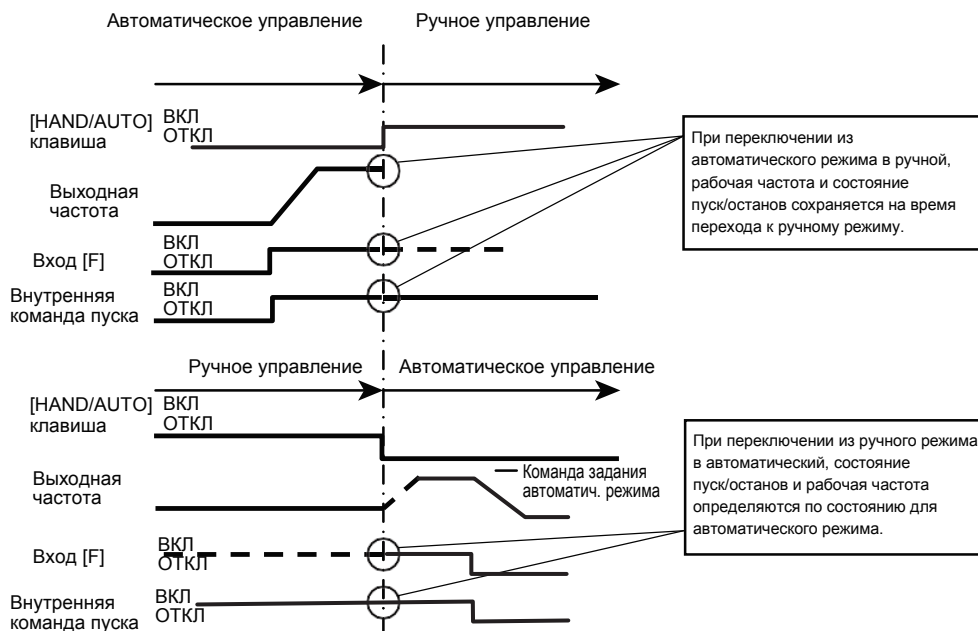 Автоматическое управление
Ручное управление
[HAND/AUTO]
клавиша
ВКЛ
ОТКЛ
Выходная
частота
Вход [F]
ВКЛ
ОТКЛ
Внутренняя
команда пуска
ВКЛ
ОТКЛ
При переключении из
автоматического режима в ручной,
рабочая частота и состояние
пуск/останов сохраняется на время
перехода к ручному режиму.
Ручное управление
Автоматическое управление
[HAND/AUTO]
клавиша
ВКЛ
ОТКЛ
Выходная
частота
Команда задания
автоматич. режима
Вход [F]
ВКЛ
ОТКЛ
Внутренняя
команда пуска
ВКЛ
ОТКЛ
При переключении из ручного режима
в автоматический, состояние
пуск/останов и рабочая частота
определяются по состоянию для
автоматического режима.